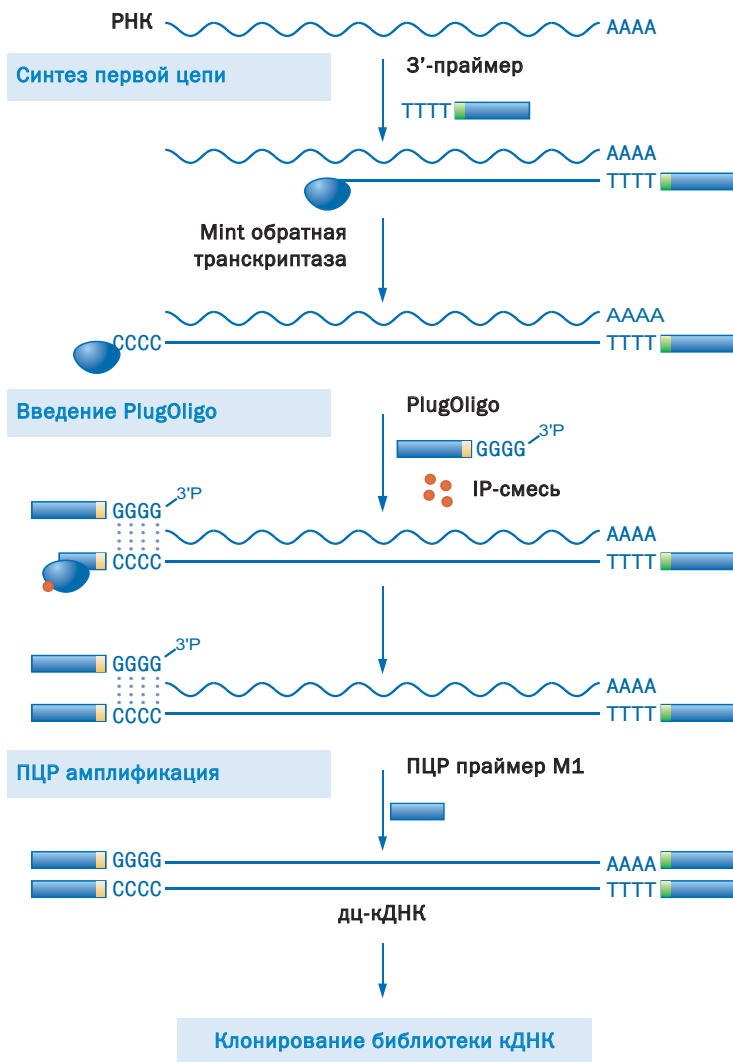 РНК
AAAA
Синтез первой цепи
3’-праймер
TTTT
AAAA
TTTT
Mint обратная
транскриптаза
AAAA
CCCC
TTTT
Введение PlugOligo
PlugOligo
GGGG
3'P
IP-смесь
GGGG
3'P
AAAA
CCCC
TTTT
GGGG
3'P
AAAA
CCCC
TTTT
ПЦР амплификация
ПЦР праймер М1
GGGG
AAAA
CCCC
TTTT
дц-кДНК
Клонирование библиотеки кДНК